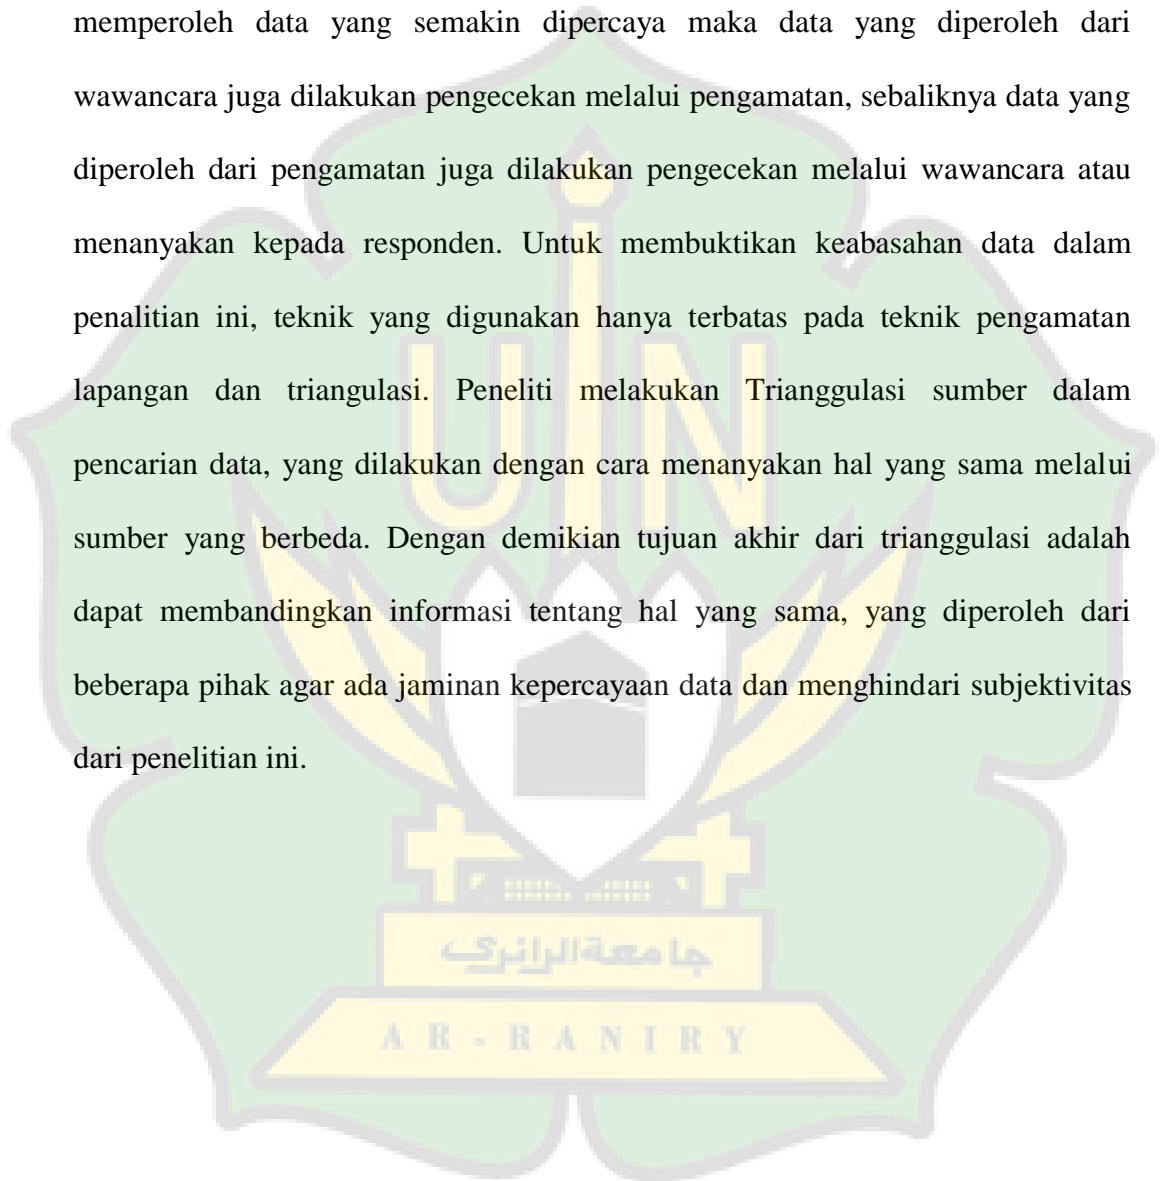 memperoleh data yang semakin dipercaya maka data yang diperoleh dari
wawancara juga dilakukan pengecekan melalui pengamatan, sebaliknya data yang
diperoleh dari pengamatan juga dilakukan pengecekan melalui wawancara atau
menanyakan kepada responden. Untuk membuktikan keabasahan data dalam
penalitian ini, teknik yang digunakan hanya terbatas pada teknik pengamatan
lapangan dan triangulasi. Peneliti melakukan Trianggulasi sumber dalam
pencarian data, yang dilakukan dengan cara menanyakan hal yang sama melalui
sumber yang berbeda. Dengan demikian tujuan akhir dari trianggulasi adalah
dapat membandingkan informasi tentang hal yang sama, yang diperoleh dari
beberapa pihak agar ada jaminan kepercayaan data dan menghindari subjektivitas
dari penelitian ini.
UIN
جامعة الرانري
AR-RANIRY